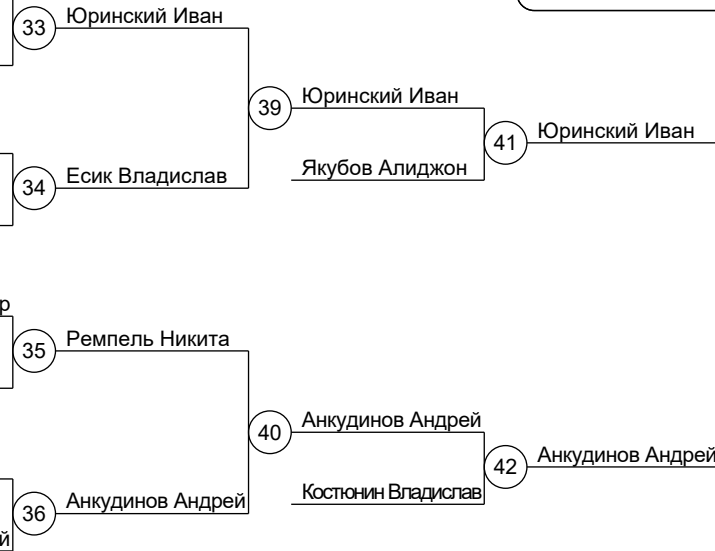 33
Юринский Иван
39
Юринский Иван
41
Юринский Иван
Якубов Алиджон
34
Есик Владислав
р
35
Ремпель Никита
40
Анкудинов Андрей
42
Анкудинов Андрей
Костюнин Владислав
36
Анкудинов Андрей
й